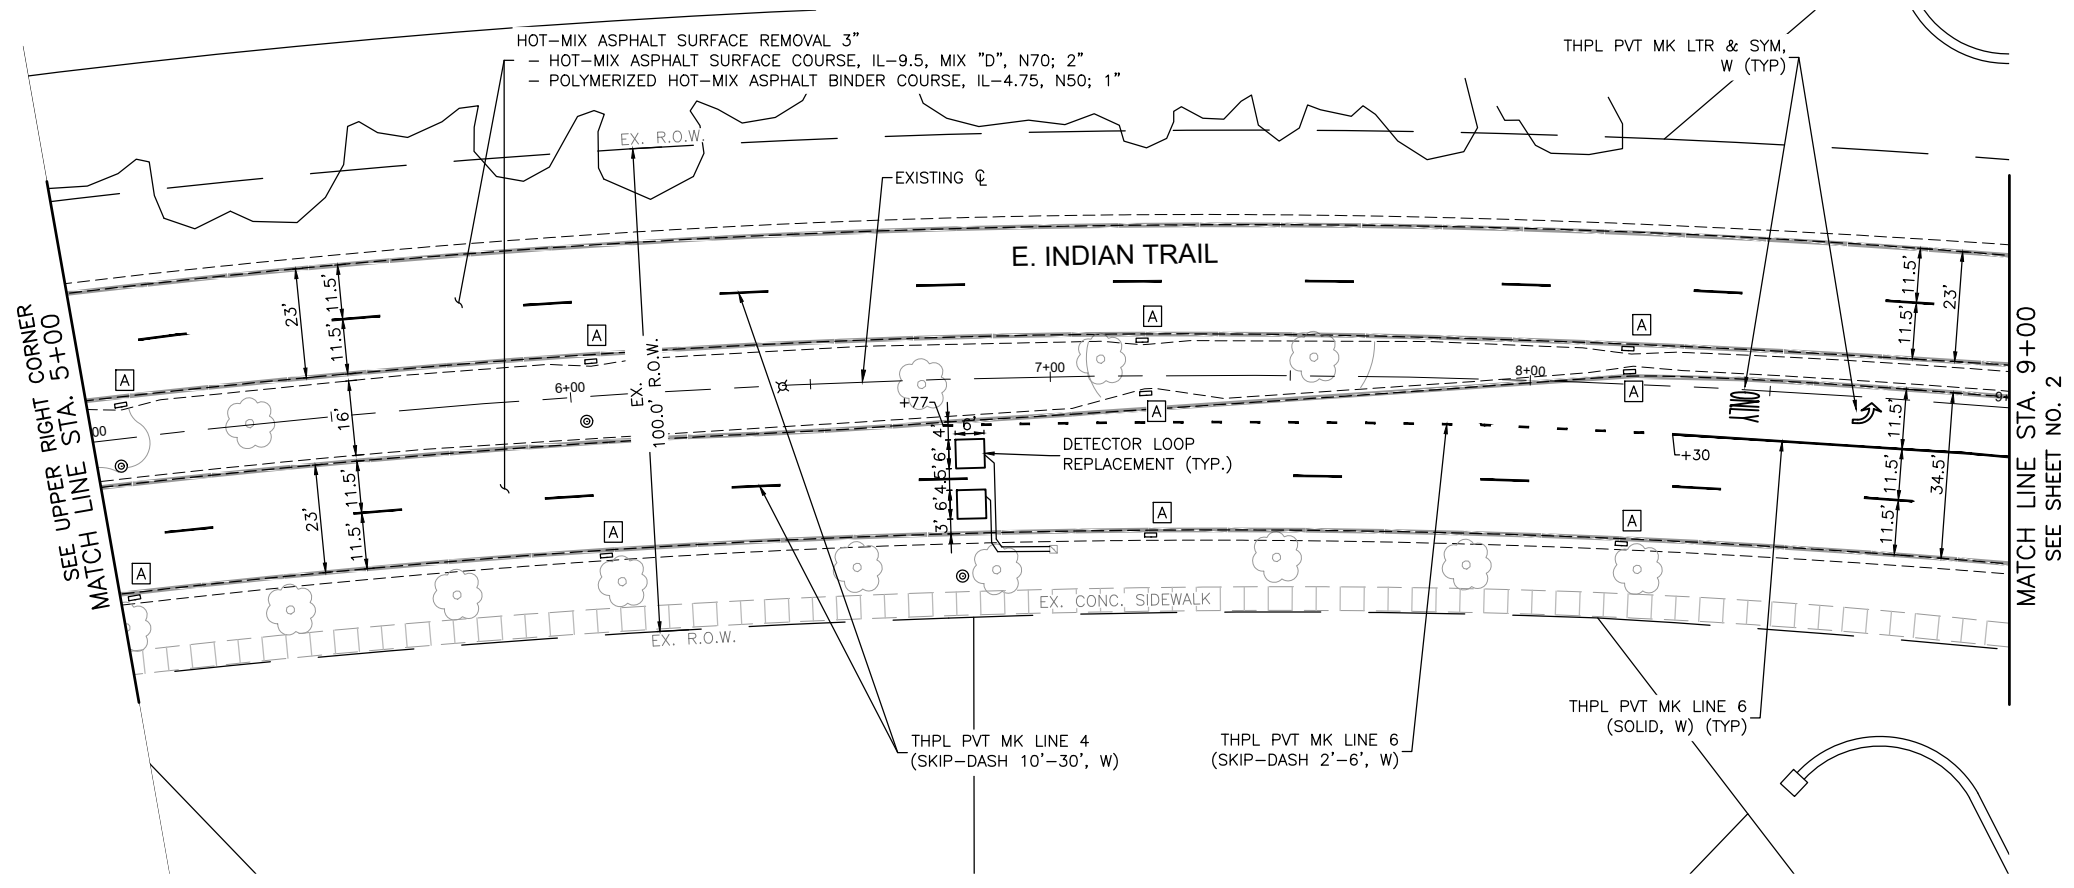 HOT-MIX ASPHALT SURFACE REMOVAL 3"
- HOT-MIX ASPHALT SURFACE COURSE, IL-9.5, MIX "D", N70; 2"
- POLYMERIZED HOT-MIX ASPHALT BINDER COURSE, IL-4.75, N50; 1"
THPL PVT MK LTR & SYM,
W (TYP)
EX. R.O.W.
EXISTING ℄
E. INDIAN TRAIL
SEE UPPER RIGHT CORNER
MATCH LINE STA. 5+00
23'
11.5'
11.5'
16'
23'
11.5'
11.5'
A
A
A
A
A
A
A
A
A
A
00
6+00
7+00
8+00
9+
EX.
100.0' R.O.W.
+77
4'
6'
6'
4.5'
6'
3'
DETECTOR LOOP
REPLACEMENT (TYP.)
+30
ONLY
11.5'
11.5'
23'
11.5'
11.5'
11.5'
34.5'
MATCH LINE STA. 9+00
SEE SHEET NO. 2
EX. CONC. SIDEWALK
EX. R.O.W.
THPL PVT MK LINE 4
(SKIP-DASH 10'-30', W)
THPL PVT MK LINE 6
(SKIP-DASH 2'-6', W)
THPL PVT MK LINE 6
(SOLID, W) (TYP)